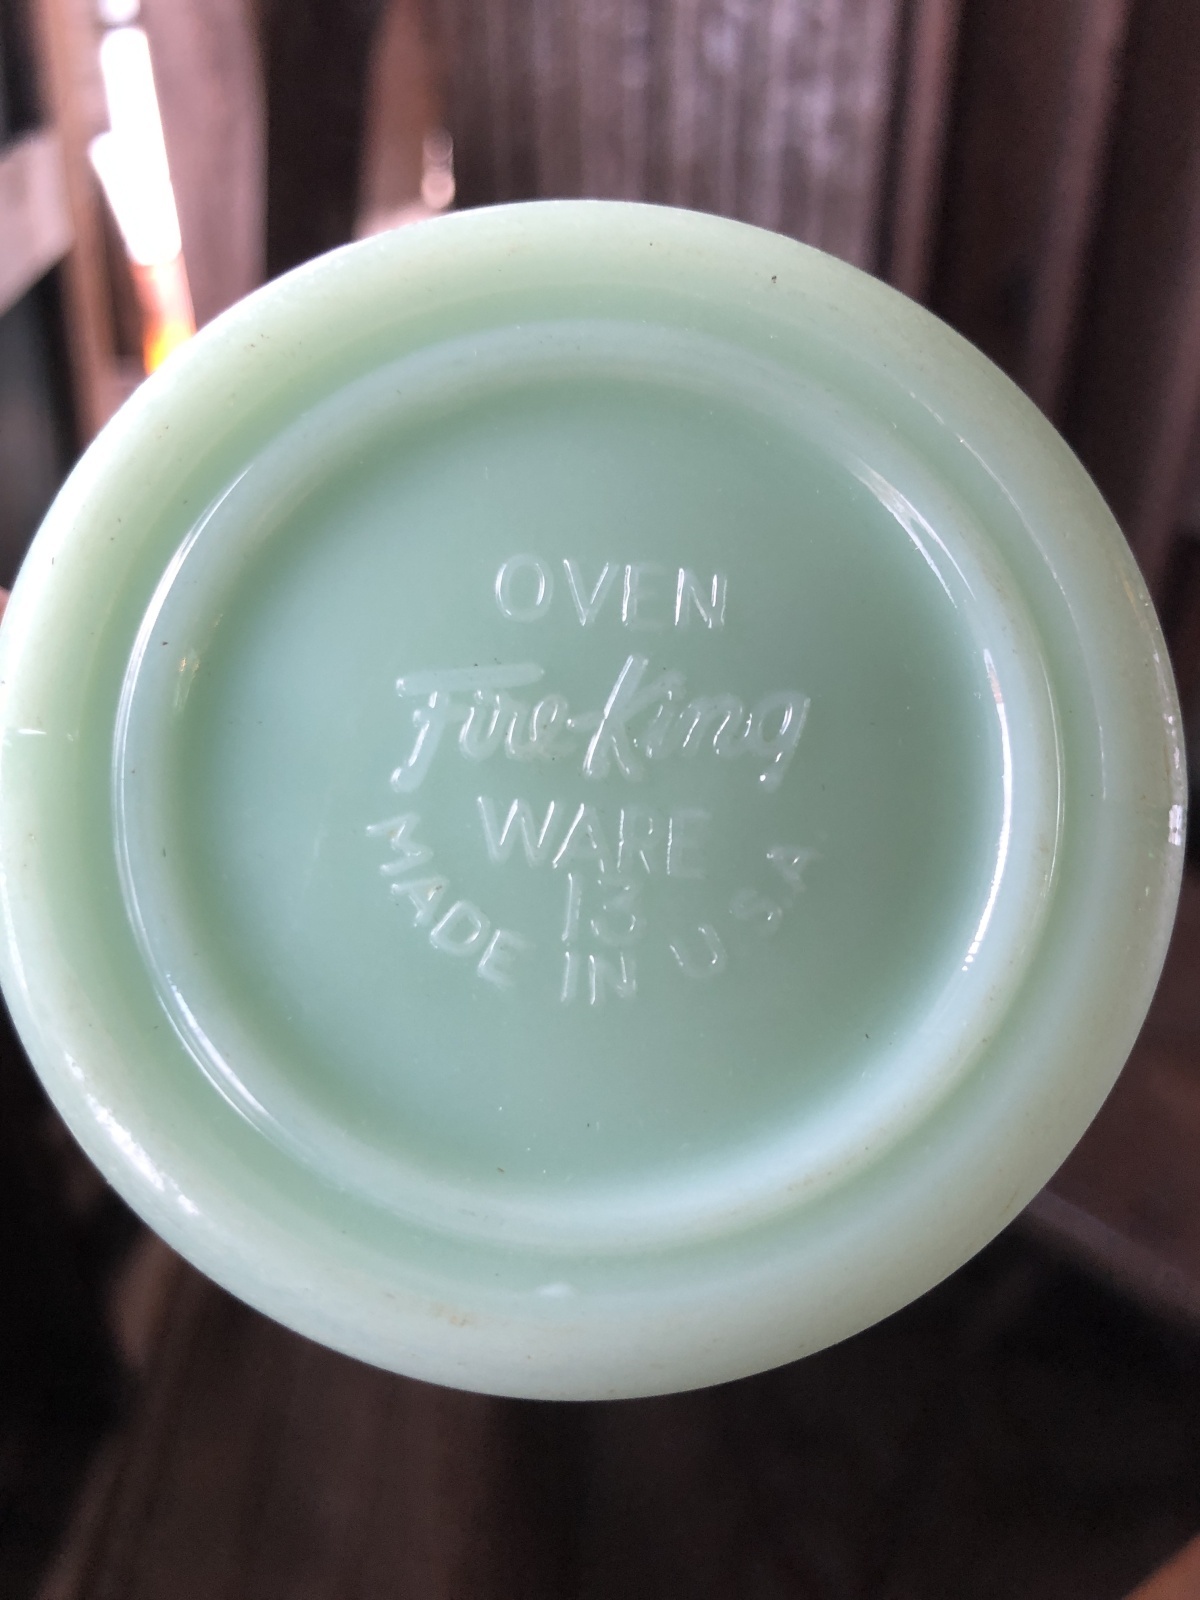 OVEN
Fire-King
WARE
13
MADE IN U.S.A